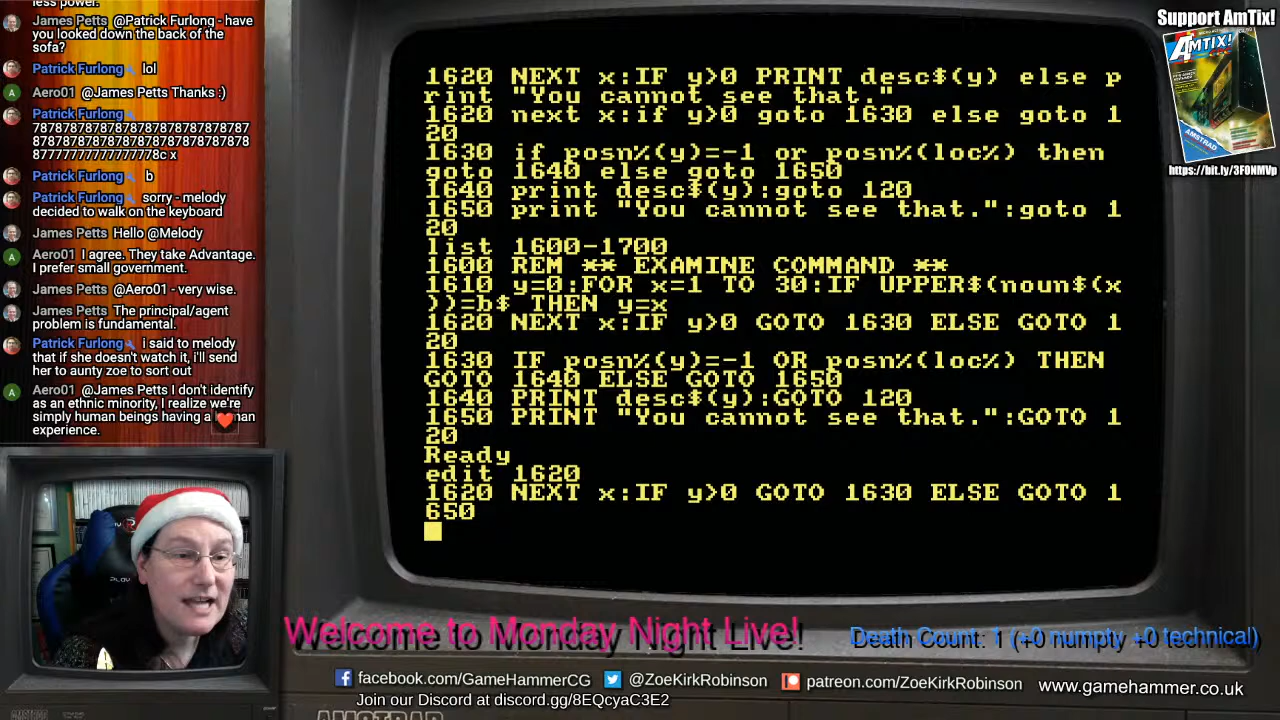 less power.
James Petts @Patrick Furlong - have
you looked down the back of the
sofa?
Patrick Furlong lol
Aero01 @James Petts Thanks :)
Patrick Furlong
Patrick Furlong b
Patrick Furlong sorry - melody
decided to walk on the keyboard
James Petts Hello @Melody
Aero01 I agree. They take Advantage.
I prefer small government.
James Petts @Aero01 - very wise.
James Petts The principal/agent
problem is fundamental.
Patrick Furlong i said to melody
that if she doesn't watch it, i'll send
her to aunty zoe to sort out
Aero01 @James Petts I don't identify
as an ethnic minority, I realize we're
simply human beings having a
experience.
1620 NEXT x:IF y>0 PRINT desc$(y) else p
rint "You cannot see that."
1620 next x:if y>0 goto 1630 else goto 1
20
1630 if posn%(y)=-1 or posn%(loc%) then
goto 1640 else goto 1650
1640 print desc$(y):goto 120
1650 print "You cannot see that.":goto 1
20
list 1600-1700
1600 REM ** EXAMINE COMMAND **
1610 y=0:FOR x=1 TO 30:IF UPPER$(noun$(x
))=b$ THEN y=x
1620 NEXT x:IF y>0 GOTO 1630 ELSE GOTO 1
20
1630 IF posn%(y)=-1 OR posn%(loc%) THEN
GOTO 1640 ELSE GOTO 1650
1640 PRINT desc$(y):GOTO 120
1650 PRINT "You cannot see that.":GOTO 1
20
Ready
edit 1620
1620 NEXT x:IF y>0 GOTO 1630 ELSE GOTO 1
650
Support AmTix!
AMTIX!
AMSTRAD
https://bit.ly/3FONMVp
Welcome to Monday Night Live!
Death Count: 1 (+0 numpty +0 technical)
facebook.com/GameHammerCG @ZoeKirkRobinson patreon.com/ZoeKirkRobinson www.gamehammer.co.uk
Join our Discord at discord.gg/8EQcyaC3E2
AMSTRAD